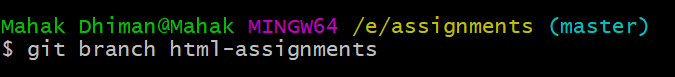 Mahak Dhiman@Mahak MINGW64 /e/assignments (master)
$ git branch html-assignments